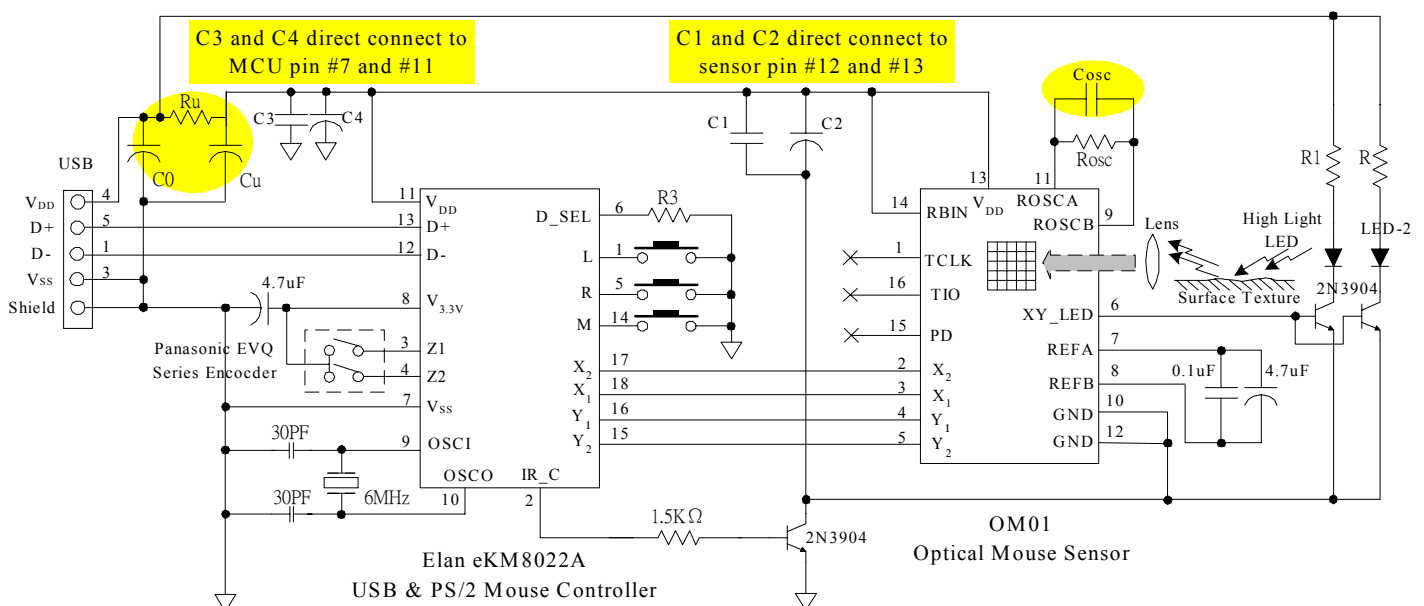 C3 and C4 direct connect to
MCU pin #7 and #11
C1 and C2 direct connect to
sensor pin #12 and #13
Cosc
Ru
C3
C4
C1
C2
Rosc
R1
R
USB
C0
Cu
13
11
VDD
4
11
VDD
D_SEL
6
R3
14
RBIN
VDD
ROSCA
ROSCB
9
Lens
High Light
LED
LED-2
D+
5
13
D+
D-
1
12
D-
L
1
1
TCLK
Vss
3
4.7uF
R
5
16
TIO
Surface Texture
2N3904
Shield
8
V3.3V
M
14
15
PD
XY_LED
6
Panasonic EVQ
Series Enocder
3
Z1
4
Z2
REFA
7
0.1uF
4.7uF
X2
17
2
X2
REFB
8
7
Vss
X1
18
3
X1
GND
10
30PF
9
OSCI
Y1
16
4
Y1
Y2
15
5
Y2
GND
12
OSCO
10
IR_C
2
30PF
6MHz
1.5KΩ
2N3904
OM01
Optical Mouse Sensor
Elan eKM8022A
USB & PS/2 Mouse Controller